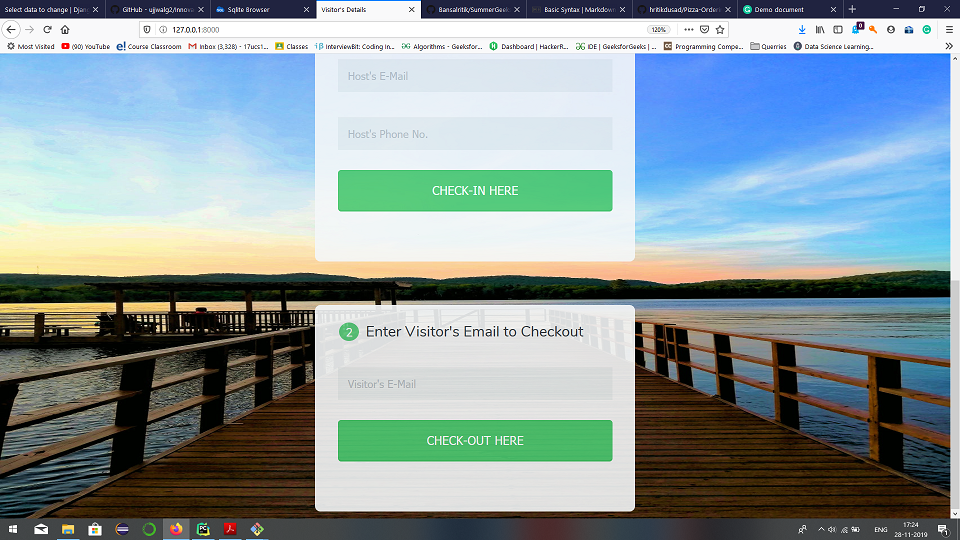 Select data to change | Djan
GitHub - ujjwalg2/Innova
Sqlite Browser
Visitor's Details
Bansalritik/SummerGeek
Basic Syntax | Markdown
hritikdusad/Pizza-Orderi
Demo document
127.0.0.1:8000
120%
Most Visited
(90) YouTube
Course Classroom
Inbox (3,328) - 17ucs1...
Classes
InterviewBit: Coding In...
Algorithms - Geeksfor...
Dashboard | HackerR...
IDE | GeeksforGeeks | ...
Programming Compe...
Querries
Data Science Learning...
Host's E-Mail
Host's Phone No.
CHECK-IN HERE
2 Enter Visitor's Email to Checkout
Visitor's E-Mail
CHECK-OUT HERE
ENG
17:24
28-11-2019